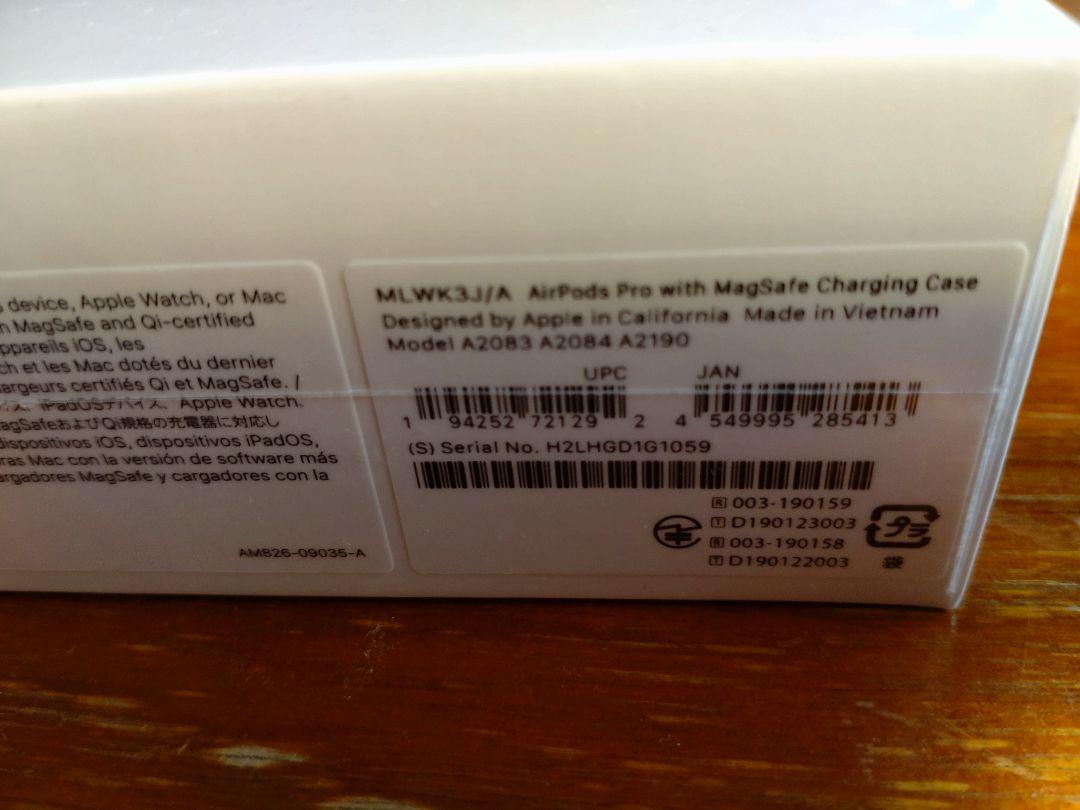 s device, Apple Watch, or Mac
n MagSafe and Qi-certified
ppareils iOS, les
ch et les Mac dotés du dernier
hargeurs certifiés Qi et MagSafe. /
iPadOSデバイス、Apple Watch、
MagSafeおよびQi規格の充電器に対応し
dispositivos iOS, dispositivos iPadOS,
ras Mac con la versión de software más
rgadores MagSafe y cargadores con la
AM826-09035-A
MLWK3J/A AirPods Pro with MagSafe Charging Case
Designed by Apple in California Made in Vietnam
Model A2083 A2084 A2190
UPC JAN
1 94252 72129 2 4 549995 285413
(S) Serial No. H2LHGD1G1059
R 003-190159
T D190123003
R 003-190158
T D190122003
プラ
袋